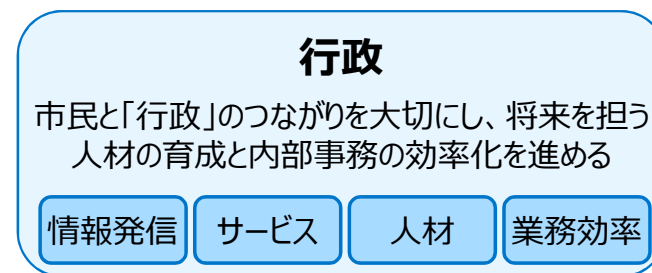 行政
市民と「行政」のつながりを大切にし、将来を担う
人材の育成と内部事務の効率化を進める
情報発信 サービス 人材 業務効率